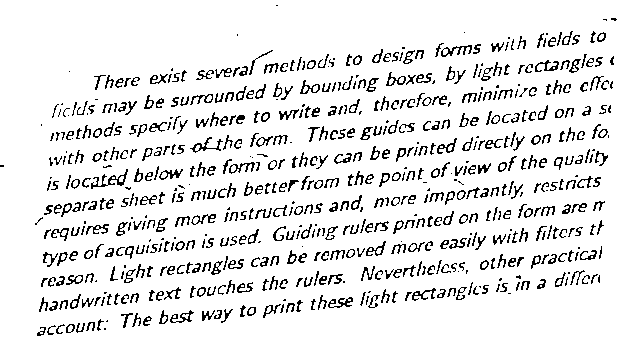 There exist several methods to design forms with fields to
fields may be surrounded by bounding boxes, by light rectangles
methods specify where to write and, therefore, minimize the effec
with other parts of the form. These guides can be located on a se
is located below the form or they can be printed directly on the fo
separate sheet is much better from the point of view of the quality
requires giving more instructions and, more importantly, restricts
type of acquisition is used. Guiding rulers printed on the form are m
reason. Light rectangles can be removed more easily with filters th
handwritten text touches the rulers. Nevertheless, other practical
account: The best way to print these light rectangles is in a differen